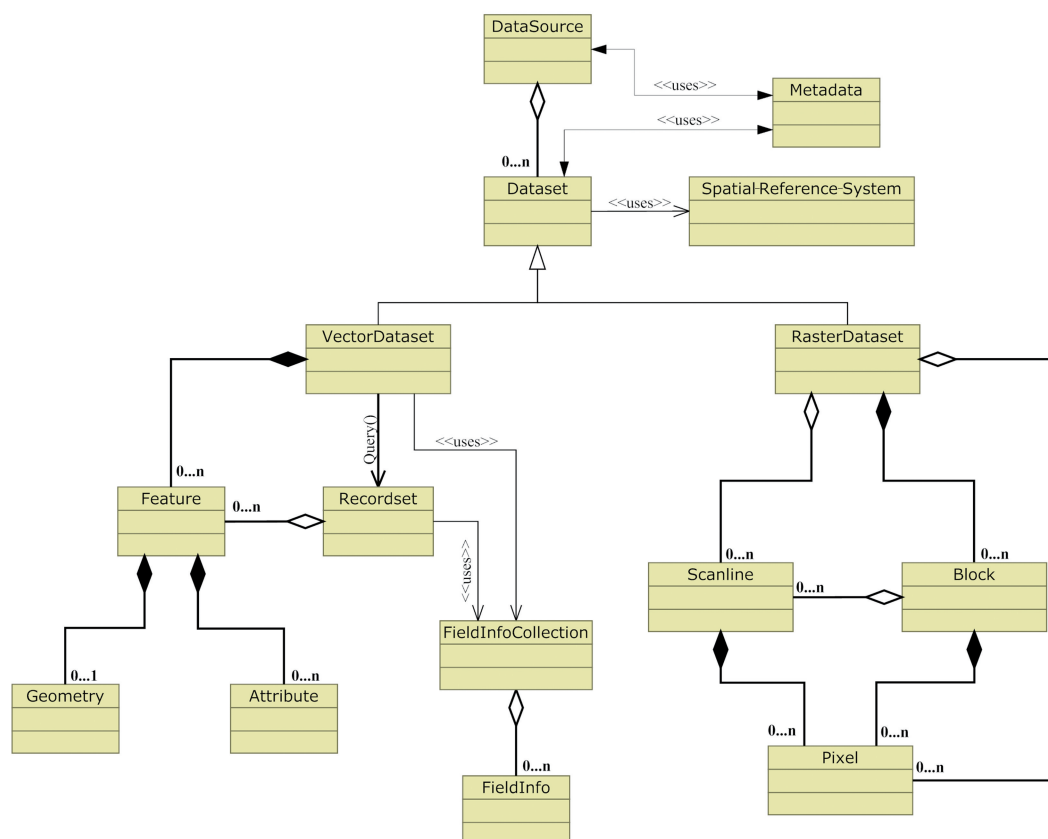 DataSource
<<uses>>
Metadata
<<uses>>
0...n
Dataset
Spatial-Reference-System
<<uses>>
VectorDataset
RasterDataset
Query()
<<uses>>
0...n
Feature
0...n
Recordset
<<uses>>
0...n
0...n
Scanline
0...n
Block
FieldInfoCollection
0...1
0...n
Geometry
Attribute
0...n
0...n
0...n
Pixel
0...n
0...n
FieldInfo